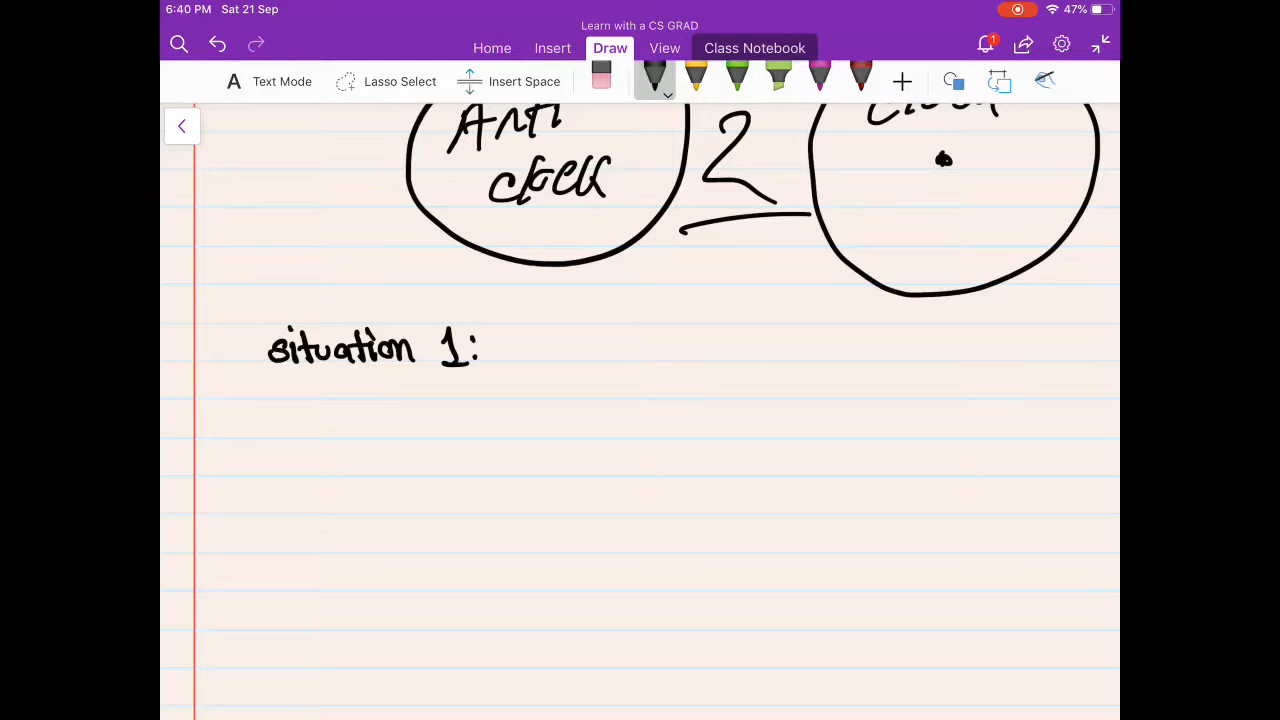 6:40 PM Sat 21 Sep 47%
Learn with a CS GRAD
Home Insert Draw View Class Notebook
1
A Text Mode Lasso Select Insert Space
Anti
clock
2
situation 1: